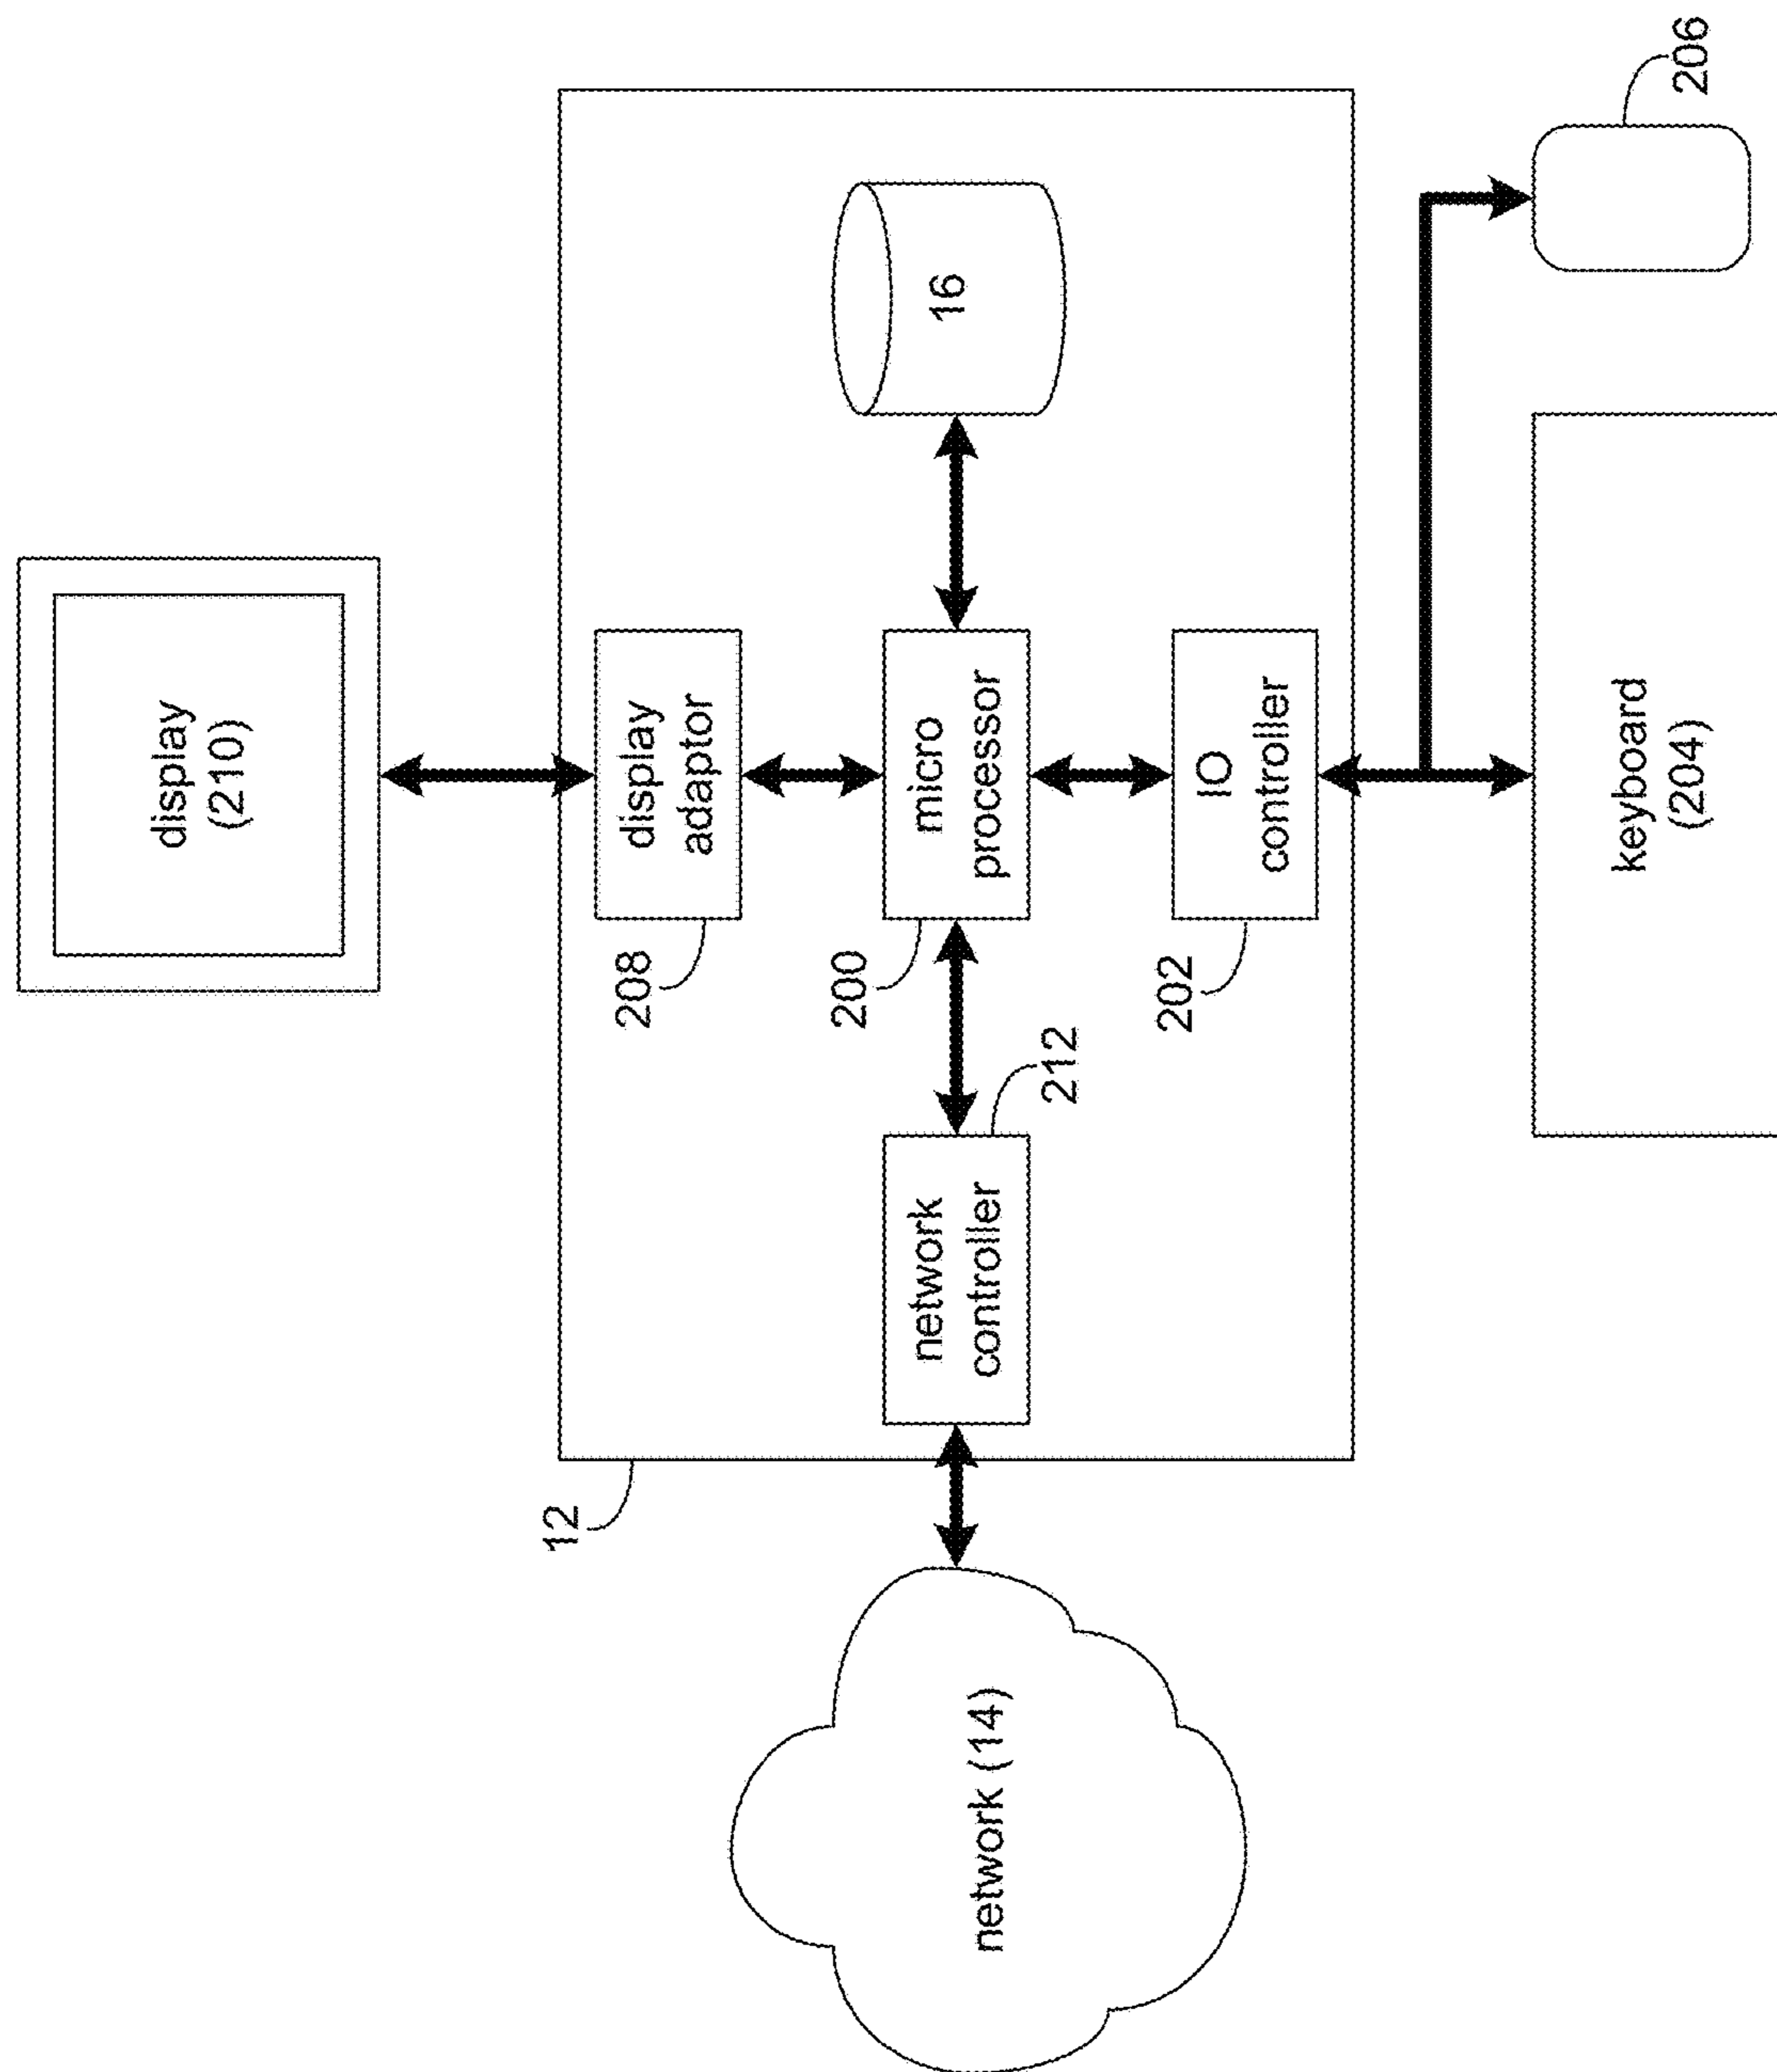 display
(210)
display
adaptor
208
micro
processor
200
16
IO
controller
202
network
controller
212
12
network (14)
keyboard
(204)
206